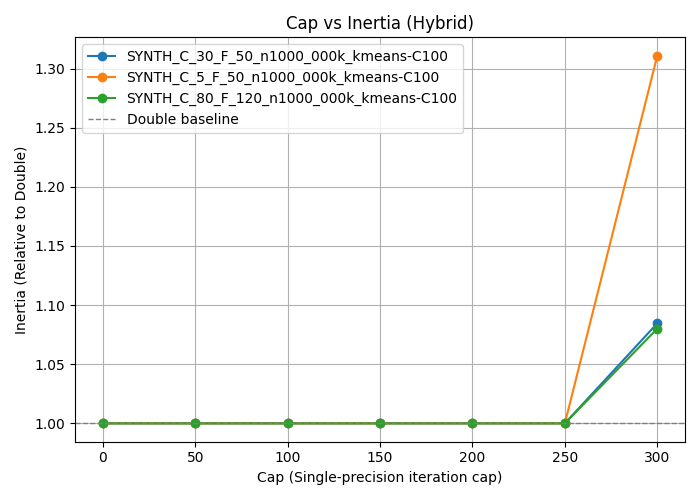 Cap vs Inertia (Hybrid)
SYNTH_C_30_F_50_n1000_000k_kmeans-C100
SYNTH_C_5_F_50_n1000_000k_kmeans-C100
SYNTH_C_80_F_120_n1000_000k_kmeans-C100
Double baseline
Inertia (Relative to Double)
1.30
1.25
1.20
1.15
1.10
1.05
1.00
0 50 100 150 200 250 300
Cap (Single-precision iteration cap)